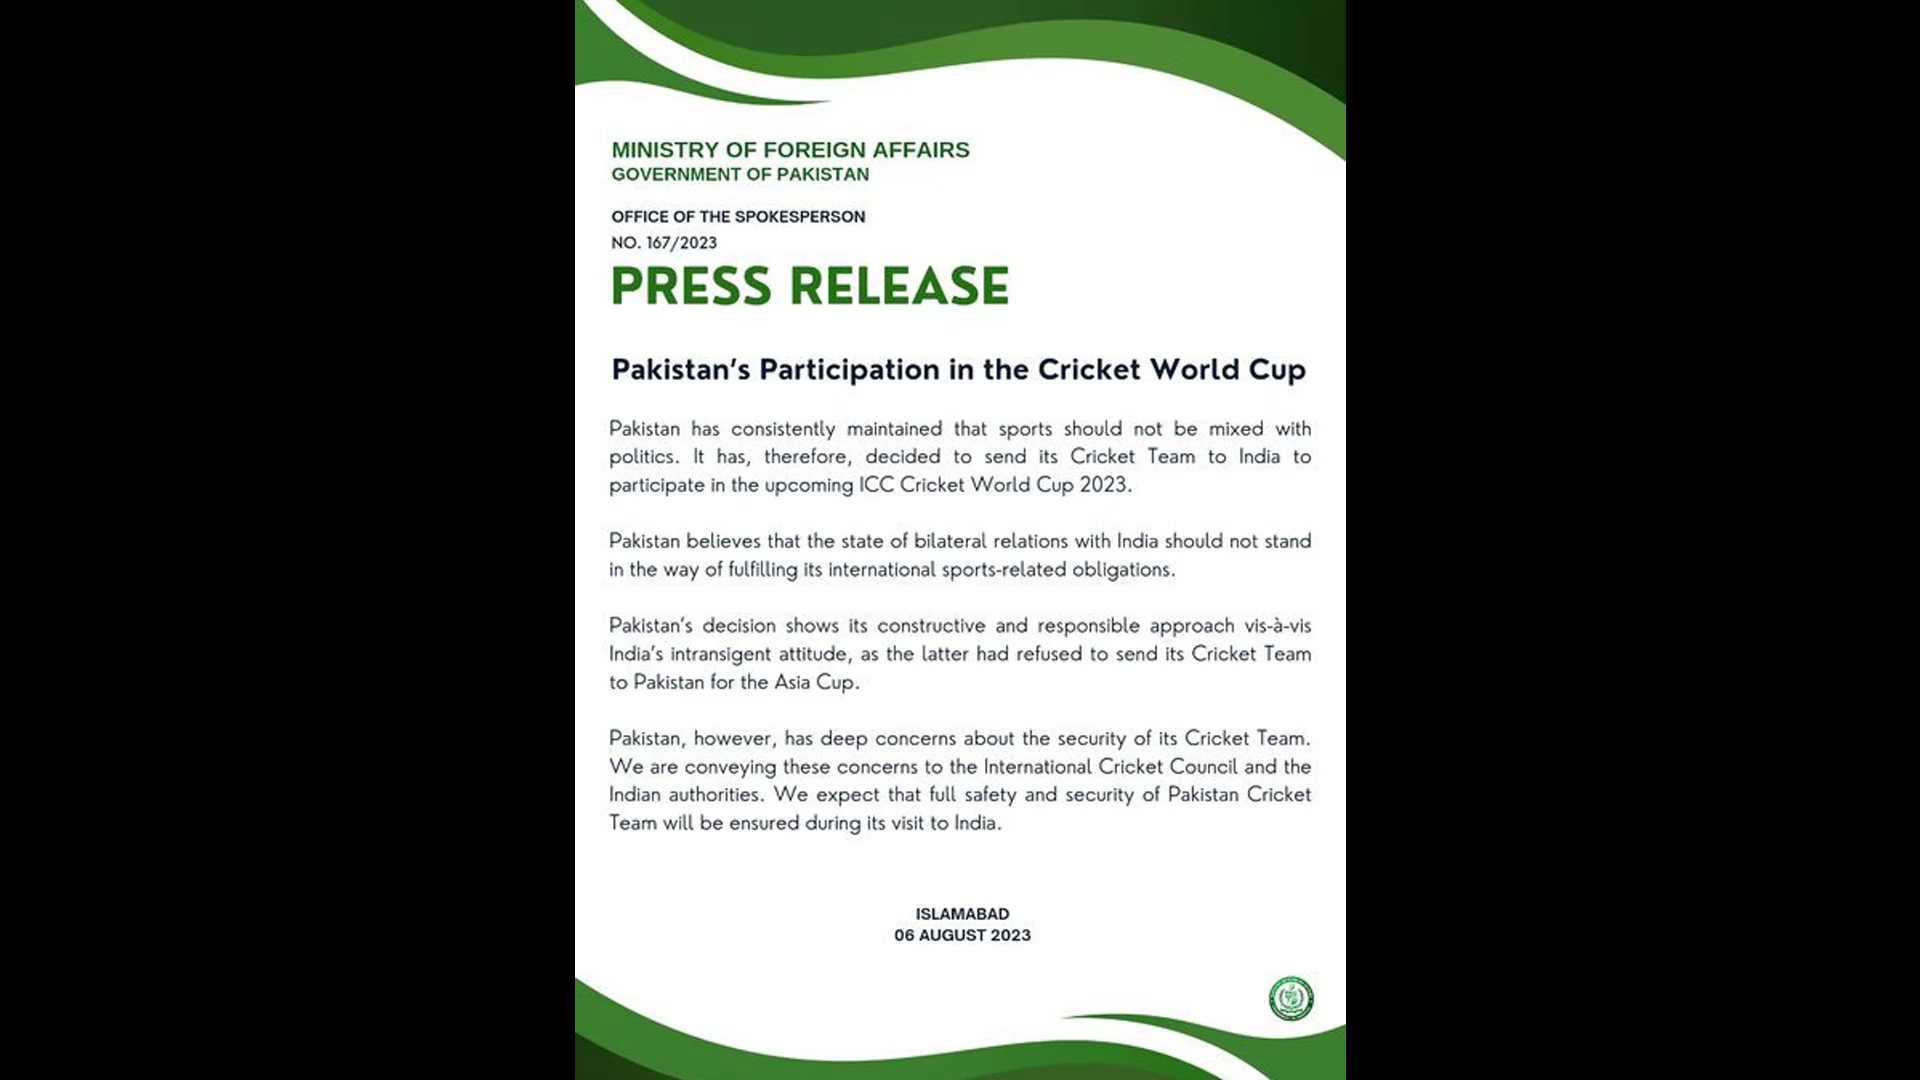 MINISTRY OF FOREIGN AFFAIRS
GOVERNMENT OF PAKISTAN
OFFICE OF THE SPOKESPERSON
NO. 167/2023
PRESS RELEASE
Pakistan's Participation in the Cricket World Cup
Pakistan has consistently maintained that sports should not be mixed with
politics. It has, therefore, decided to send its Cricket Team to India to
participate in the upcoming ICC Cricket World Cup 2023.
Pakistan believes that the state of bilateral relations with India should not stand
in the way of fulfilling its international sports-related obligations.
Pakistan's decision shows its constructive and responsible approach vis-à-vis
India's intransigent attitude, as the latter had refused to send its Cricket Team
to Pakistan for the Asia Cup.
Pakistan, however, has deep concerns about the security of its Cricket Team.
We are conveying these concerns to the International Cricket Council and the
Indian authorities. We expect that full safety and security of Pakistan Cricket
Team will be ensured during its visit to India.
ISLAMABAD
06 AUGUST 2023